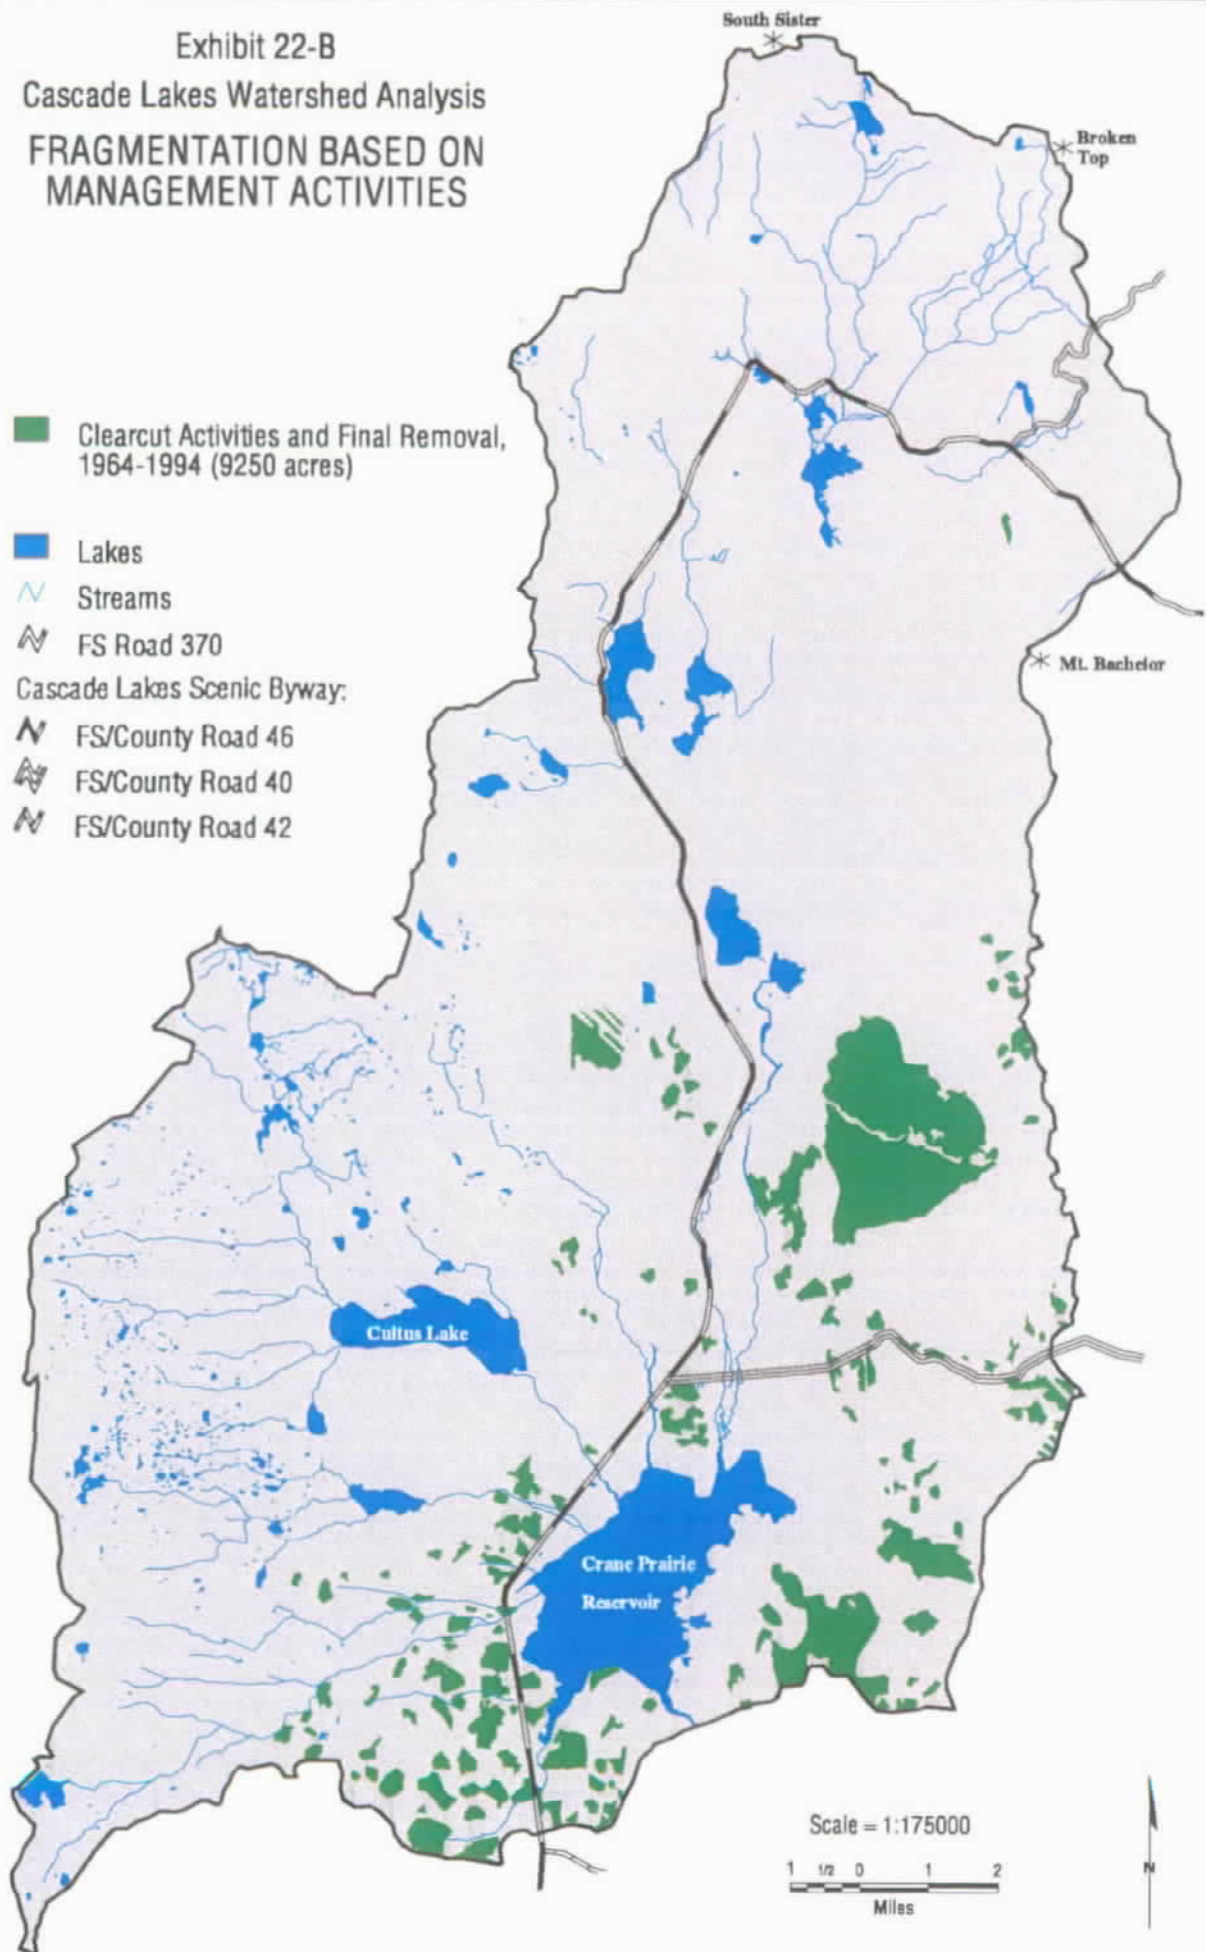 South Sister
Exhibit 22-B
Cascade Lakes Watershed Analysis
FRAGMENTATION BASED ON
MANAGEMENT ACTIVITIES
Broken
Top
Clearcut Activities and Final Removal,
1964-1994 (9250 acres)
Lakes
Streams
FS Road 370
Cascade Lakes Scenic Byway:
FS/County Road 46
FS/County Road 40
FS/County Road 42
Mt. Bachelor
Cultus Lake
Crane Prairie
Reservoir
Scale = 1:175000
1 1/2 0 1 2
Miles
N